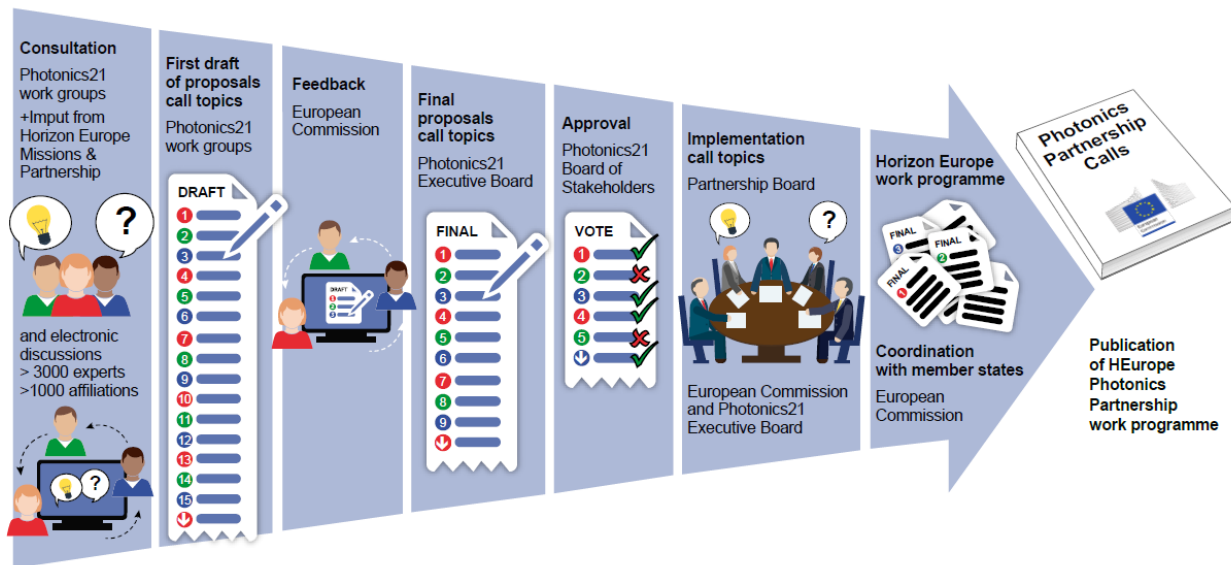 Consultation
Photonics21
work groups
+Imput from
Horizon Europe
Missions &
Partnership
?
and electronic
discussions
> 3000 experts
>1000 affiliations
?
First draft
of proposals
call topics
Photonics21
work groups
DRAFT
1
2
3
4
5
6
7
8
9
10
11
12
13
14
15
Feedback
European
Commission
DRAFT
1
2
3
Final
proposals
call topics
Photonics21
Executive Board
FINAL
1
2
3
4
5
6
7
8
9
Approval
Photonics21
Board of
Stakeholders
VOTE
1
2
3
4
5
Implementation
call topics
Partnership Board
?
European Commission
and Photonics21
Executive Board
Horizon Europe
work programme
FINAL
3
FINAL
2
FINAL
1
Coordination
with member states
European
Commission
Photonics
Partnership
Calls
European
Commission
Publication
of HEurope
Photonics
Partnership
work programme